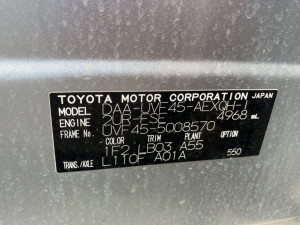 TOYOTA MOTOR CORPORATION JAPAN
MODEL DAA-UVF45-AEXQH-1
ENGINE 2UR-FSE 4968 mL
FRAME No. UVF45-5008570
COLOR TRIM PLANT OPTION
1F2 LB03 A55
TRANS./AXLE L110F A01A 550